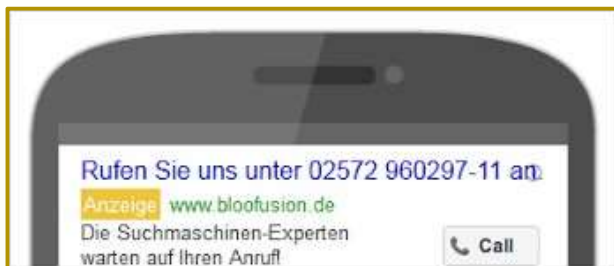 Rufen Sie uns unter 02572 960297-11 an
Anzeige www.bloofusion.de
Die Suchmaschinen-Experten
warten auf Ihren Anruf!
Call